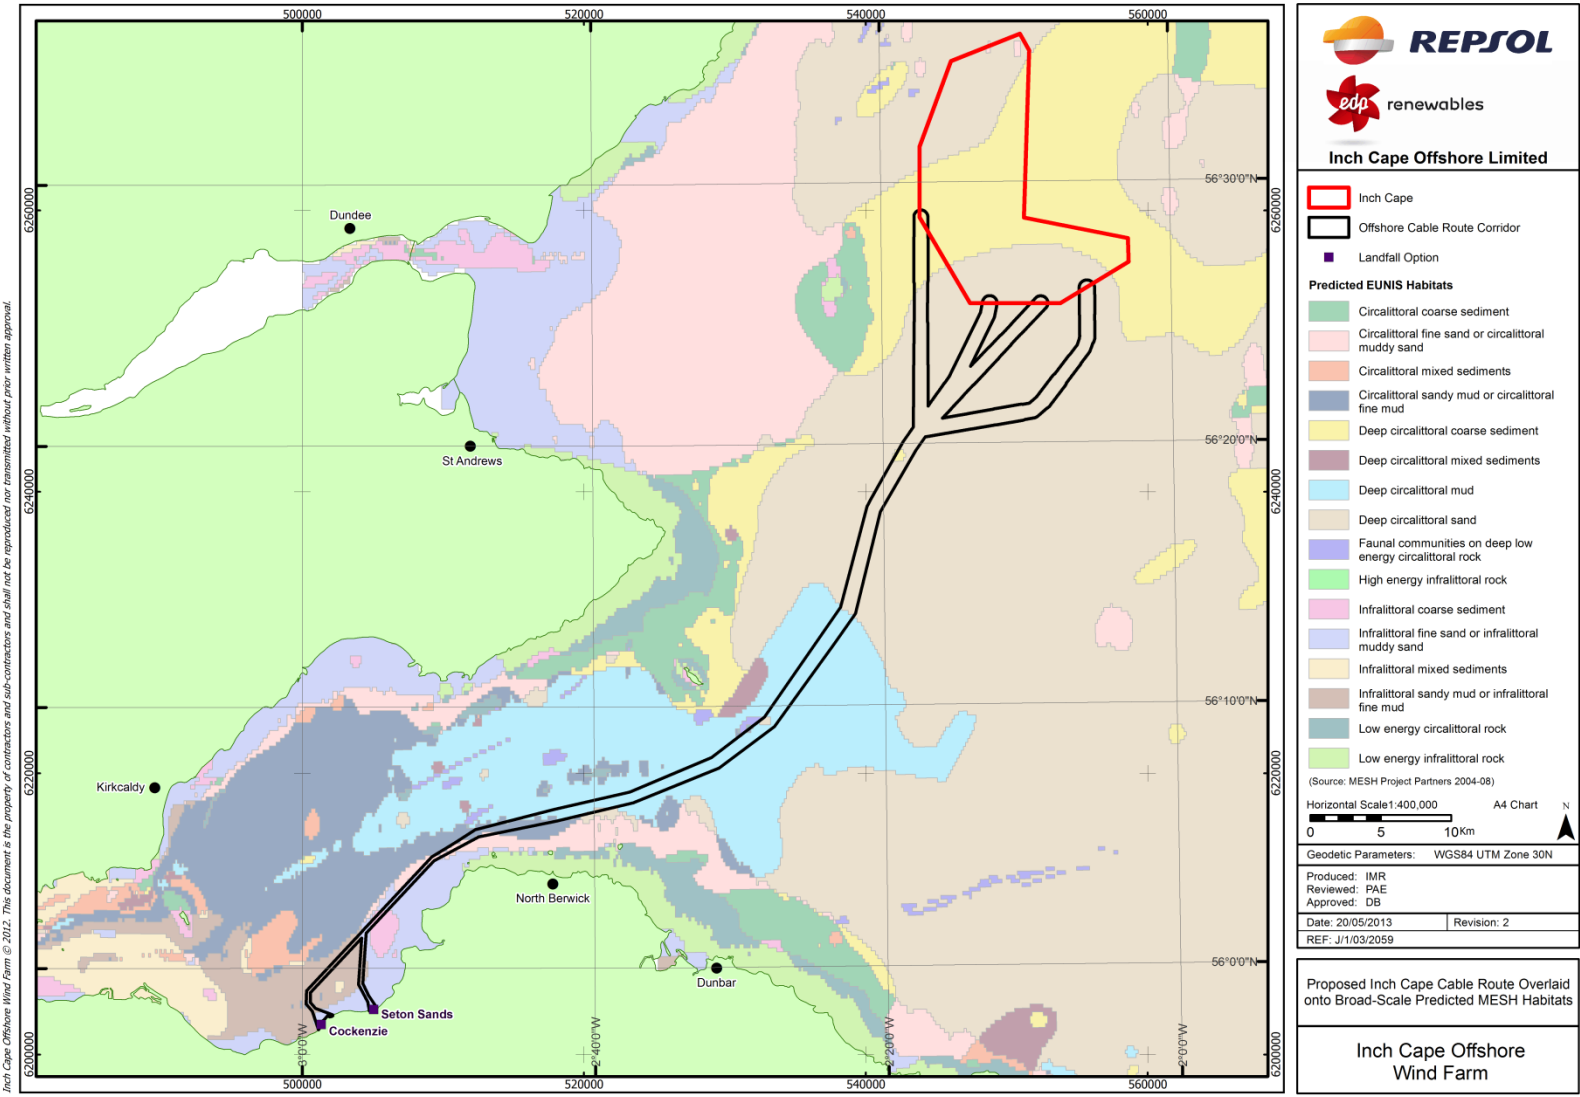 500000
520000
540000
560000
6260000
6240000
6220000
6200000
Inch Cape Offshore Wind Farm © 2012. This document is the property of contractors and sub-contractors and shall not be reproduced nor transmitted without prior written approval.
Dundee
St Andrews
Kirkcaldy
North Berwick
Dunbar
Seton Sands
Cockenzie
56°30'0"N
56°20'0"N
56°10'0"N
56°0'0"N
3°0'0"W
2°40'0"W
2°20'0"W
2°0'0"W
6260000
6240000
6220000
6200000
500000
520000
540000
560000
REPSOL
edp renewables
Inch Cape Offshore Limited
Inch Cape
Offshore Cable Route Corridor
Landfall Option
Predicted EUNIS Habitats
Circalittoral coarse sediment
Circalittoral fine sand or circalittoral
muddy sand
Circalittoral mixed sediments
Circalittoral sandy mud or circalittoral
fine mud
Deep circalittoral coarse sediment
Deep circalittoral mixed sediments
Deep circalittoral mud
Deep circalittoral sand
Faunal communities on deep low
energy circalittoral rock
High energy infralittoral rock
Infralittoral coarse sediment
Infralittoral fine sand or infralittoral
muddy sand
Infralittoral mixed sediments
Infralittoral sandy mud or infralittoral
fine mud
Low energy circalittoral rock
Low energy infralittoral rock
(Source: MESH Project Partners 2004-08)
Horizontal Scale1:400,000 A4 Chart N
0 5 10Km
Geodetic Parameters: WGS84 UTM Zone 30N
Produced: IMR
Reviewed: PAE
Approved: DB
Date: 20/05/2013 Revision: 2
REF: J/1/03/2059
Proposed Inch Cape Cable Route Overlaid
onto Broad-Scale Predicted MESH Habitats
Inch Cape Offshore
Wind Farm